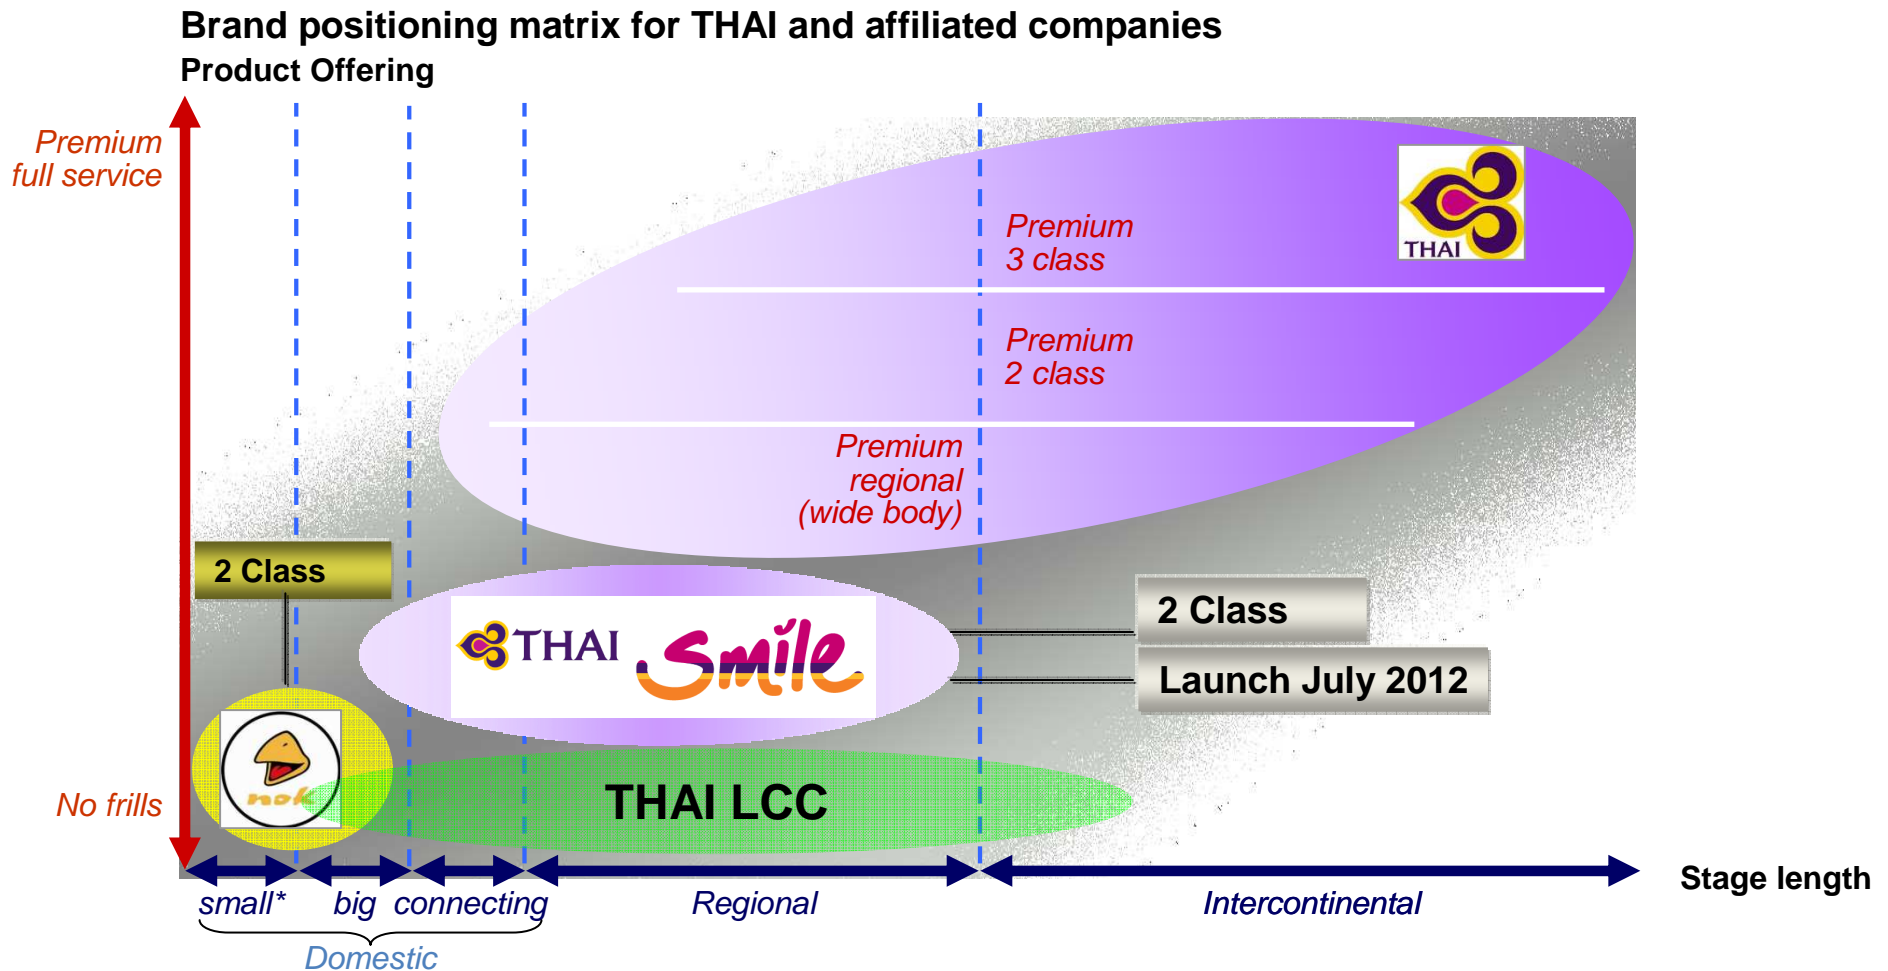 Brand positioning matrix for THAI and affiliated companies
Product Offering
Premium
full service
THAI
Premium
3 class
Premium
2 class
Premium
regional
(wide body)
2 Class
THAI Smile
2 Class
Launch July 2012
nok
THAI LCC
No frills
small* big connecting Regional Intercontinental
Stage length
Domestic